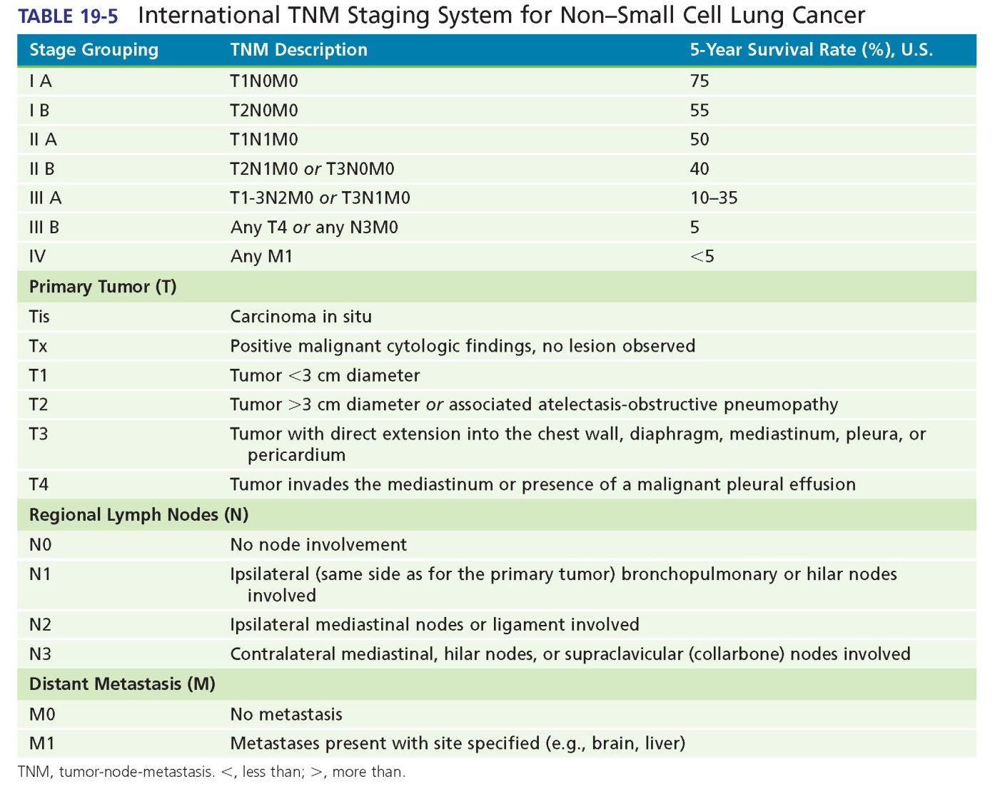 TABLE 19-5 International TNM Staging System for Non–Small Cell Lung Cancer
Stage Grouping TNM Description 5-Year Survival Rate (%), U.S.
I A T1N0M0 75
I B T2N0M0 55
II A T1N1M0 50
II B T2N1M0 or T3N0M0 40
III A T1-3N2M0 or T3N1M0 10–35
III B Any T4 or any N3M0 5
IV Any M1 <5
Primary Tumor (T)
Tis Carcinoma in situ
Tx Positive malignant cytologic findings, no lesion observed
T1 Tumor <3 cm diameter
T2 Tumor >3 cm diameter or associated atelectasis-obstructive pneumopathy
T3 Tumor with direct extension into the chest wall, diaphragm, mediastinum, pleura, or
pericardium
T4 Tumor invades the mediastinum or presence of a malignant pleural effusion
Regional Lymph Nodes (N)
N0 No node involvement
N1 Ipsilateral (same side as for the primary tumor) bronchopulmonary or hilar nodes
involved
N2 Ipsilateral mediastinal nodes or ligament involved
N3 Contralateral mediastinal, hilar nodes, or supraclavicular (collarbone) nodes involved
Distant Metastasis (M)
M0 No metastasis
M1 Metastases present with site specified (e.g., brain, liver)
TNM, tumor-node-metastasis. <, less than; >, more than.